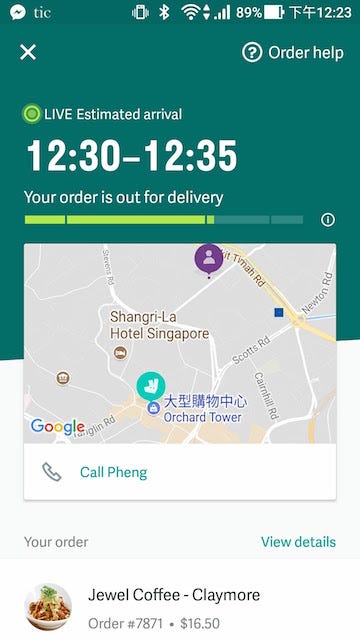 tic 89% 下午12:23
Order help
LIVE Estimated arrival
12:30–12:35
Your order is out for delivery
Stevens Rd
it Timah Rd
Newton Rd
Shangri-La
Hotel Singapore
Scotts Rd
Cairnhill Rd
大型購物中心
Orchard Tower
Google
Tanglin Rd
Call Pheng
Your order
View details
Jewel Coffee - Claymore
Order #7871 • $16.50